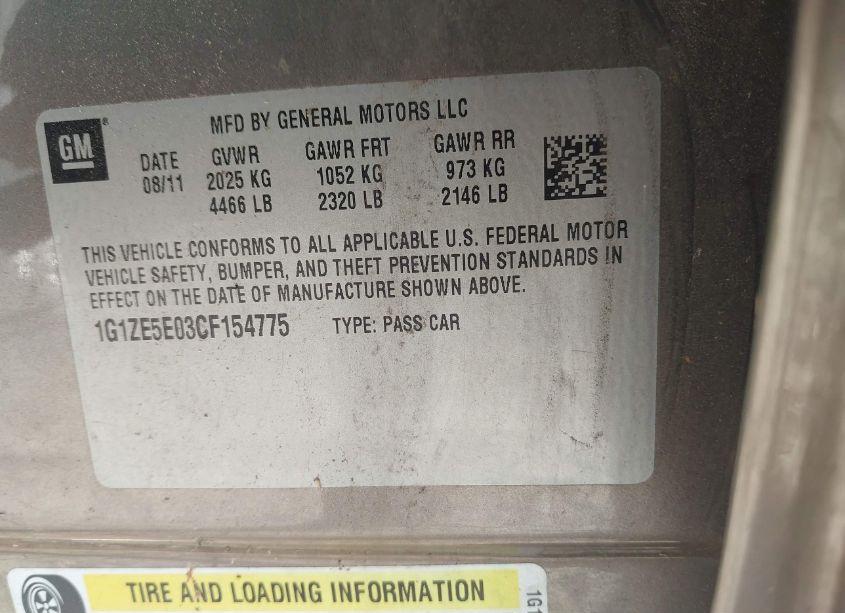 GM
MFD BY GENERAL MOTORS LLC
DATE GVWR GAWR FRT GAWR RR
08/11 2025 KG 1052 KG 973 KG
4466 LB 2320 LB 2146 LB
THIS VEHICLE CONFORMS TO ALL APPLICABLE U.S. FEDERAL MOTOR
VEHICLE SAFETY, BUMPER, AND THEFT PREVENTION STANDARDS IN
EFFECT ON THE DATE OF MANUFACTURE SHOWN ABOVE.
1G1ZE5E03CF154775 TYPE: PASS CAR
TIRE AND LOADING INFORMATION
1G1